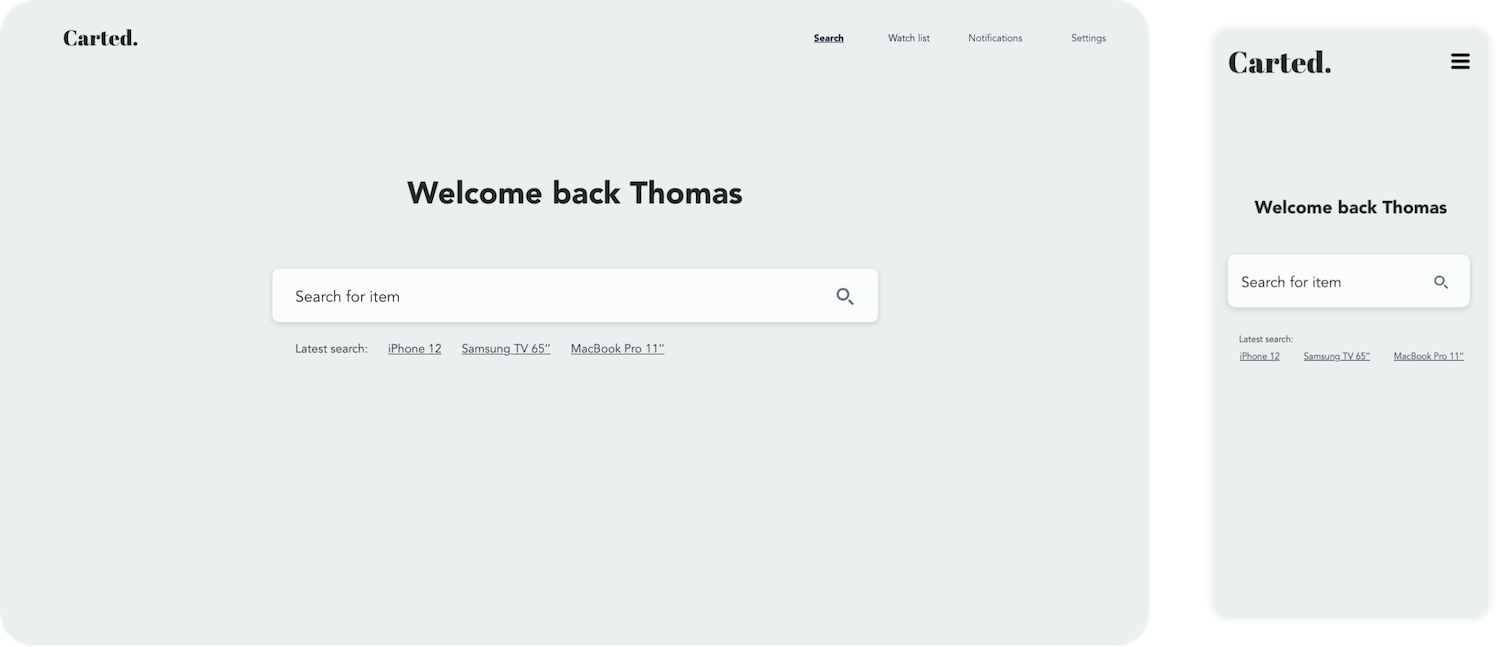 Carted.
Search Watch list Notifications Settings
Welcome back Thomas
Search for item
Latest search: iPhone 12 Samsung TV 65’’ MacBook Pro 11’’
Carted.
Welcome back Thomas
Search for item
Latest search:
iPhone 12 Samsung TV 65’’ MacBook Pro 11’’